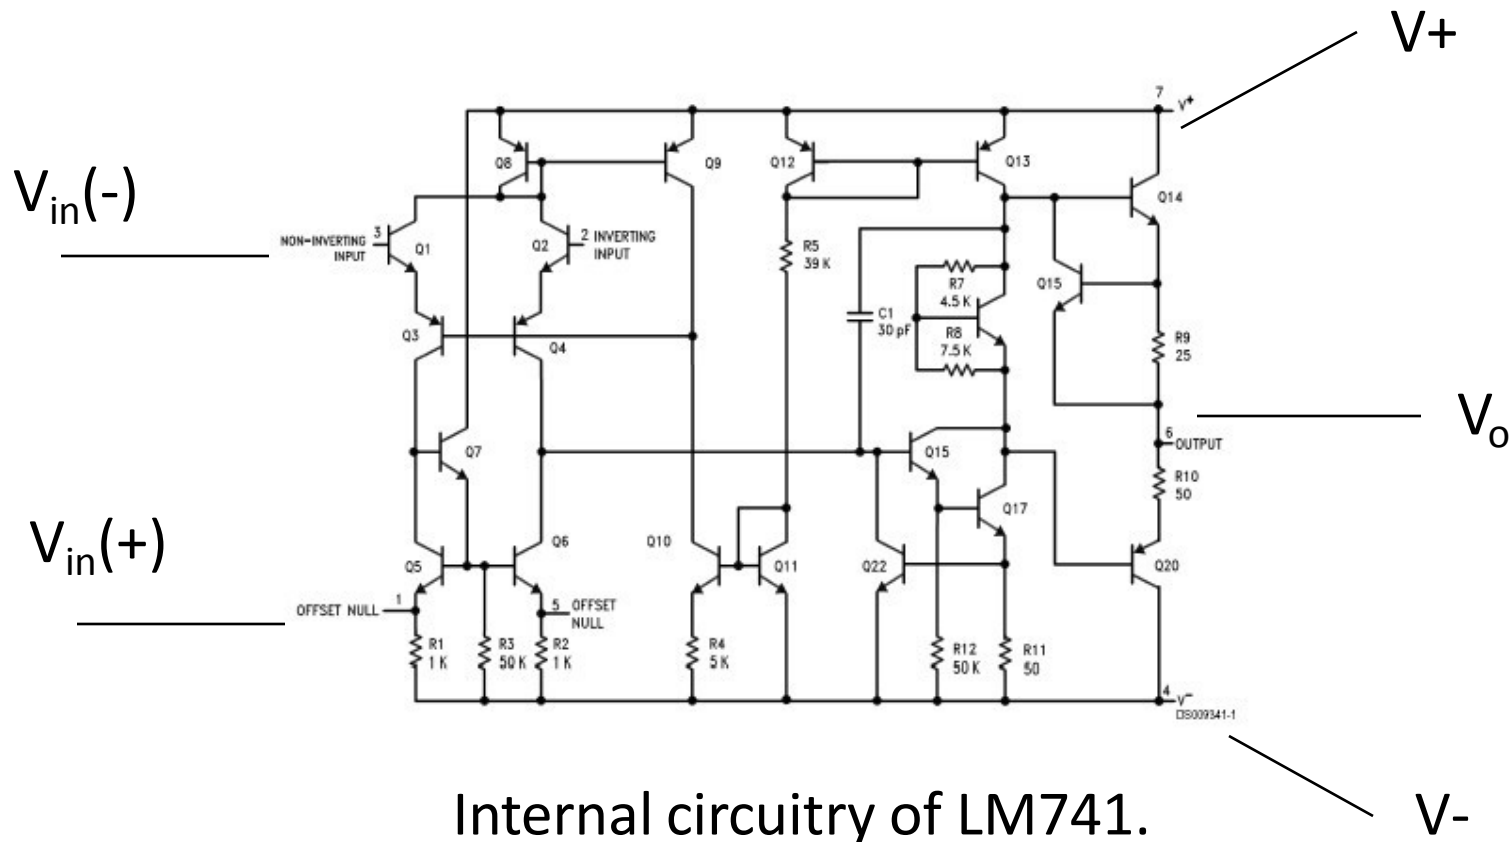 V+
7
V+
Q8
Q9
Q12
Q13
Vin(-)
Q14
3
NON-INVERTING
INPUT
Q1
Q2
2 INVERTING
INPUT
R5
39 K
R7
4.5 K
Q15
C1
30 pF
R8
7.5 K
Q3
Q4
R9
25
Vo
6
OUTPUT
Q7
Q15
R10
50
Q17
Vin(+)
Q5
Q6
Q10
Q11
Q22
Q20
1
OFFSET NULL
5 OFFSET
NULL
R1
1 K
R3
50 K
R2
1 K
R4
5 K
R12
50 K
R11
50
4
V-
DS009341-1
Internal circuitry of LM741.
V-